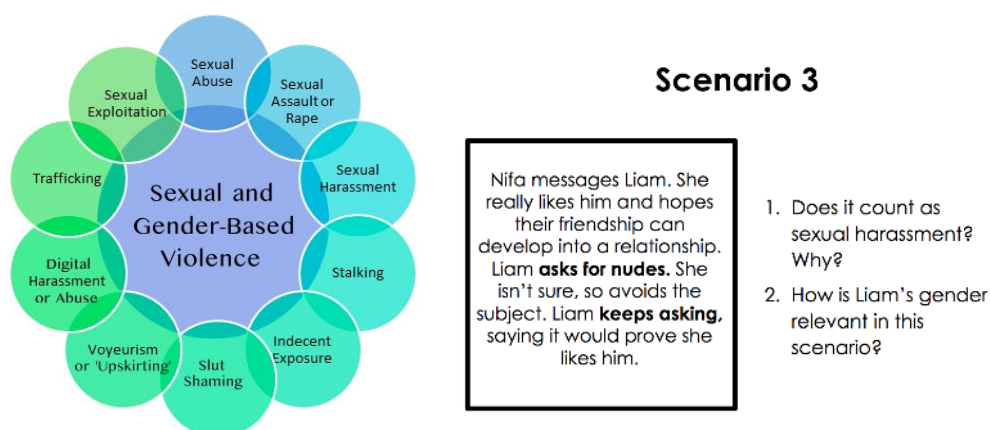 Sexual
Abuse
Sexual
Assault or
Rape
Sexual
Harassment
Stalking
Indecent
Exposure
Slut
Shaming
Voyeurism
or 'Upskirting'
Digital
Harassment
or Abuse
Trafficking
Sexual
Exploitation
Sexual and
Gender-Based
Violence
Scenario 3
Nifa messages Liam. She
really likes him and hopes
their friendship can
develop into a relationship.
Liam asks for nudes. She
isn't sure, so avoids the
subject. Liam keeps asking,
saying it would prove she
likes him.
1. Does it count as
sexual harassment?
Why?
2. How is Liam's gender
relevant in this
scenario?